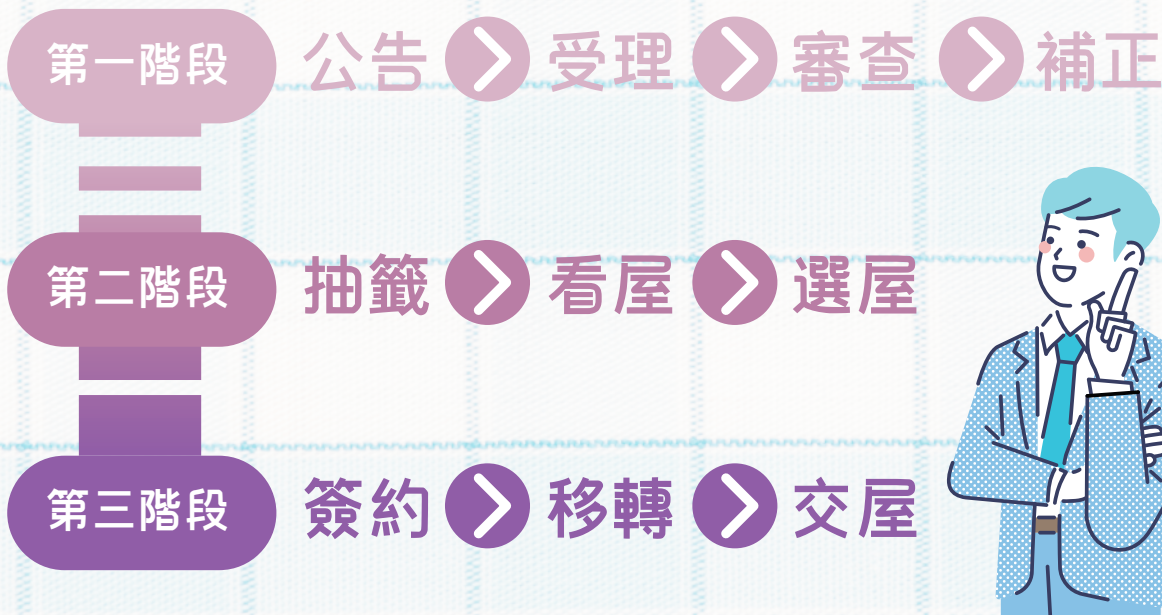 第一階段 公告 受理 審查 補正
第二階段 抽籤 看屋 選屋
第三階段 簽約 移轉 交屋